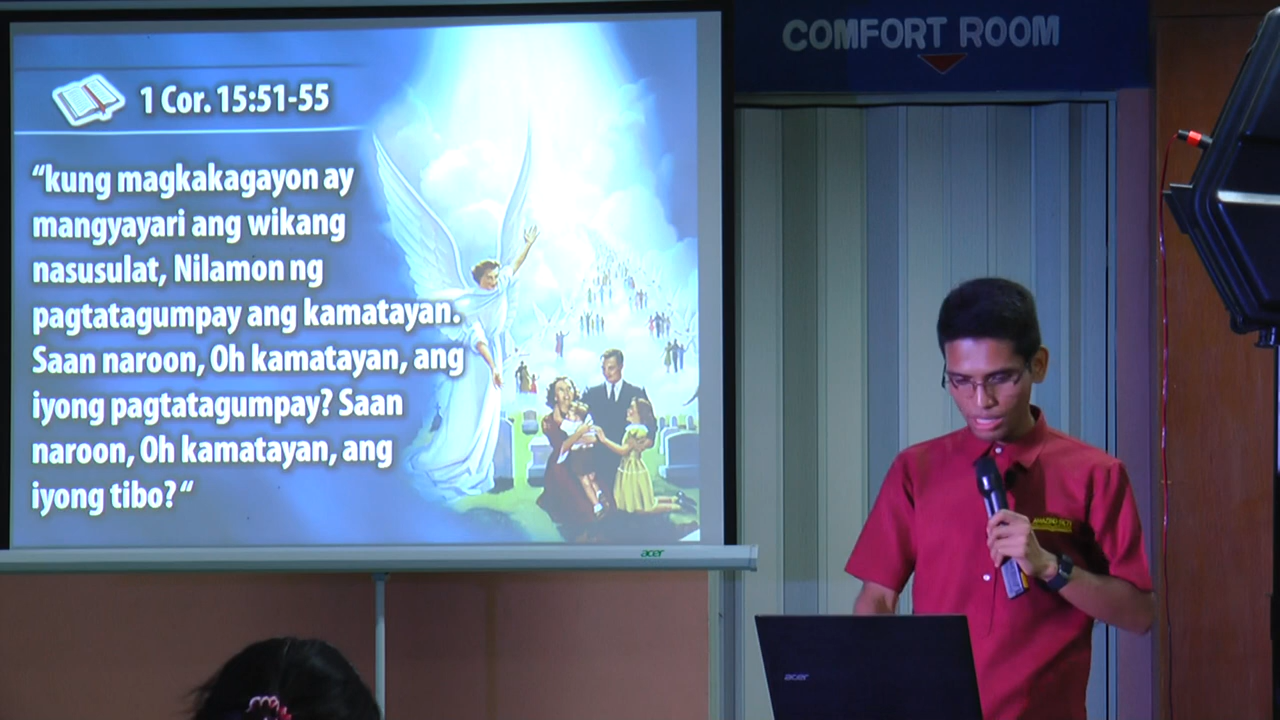 COMFORT ROOM
1 Cor. 15:51-55
“kung magkakagayon ay
mangyayari ang wikang
nasusulat, Nilamon ng
pagtatagumpay ang kamatayan.
Saan naroon, Oh kamatayan, ang
iyong pagtatagumpay? Saan
naroon, Oh kamatayan, ang
iyong tibo?“
acer
acer